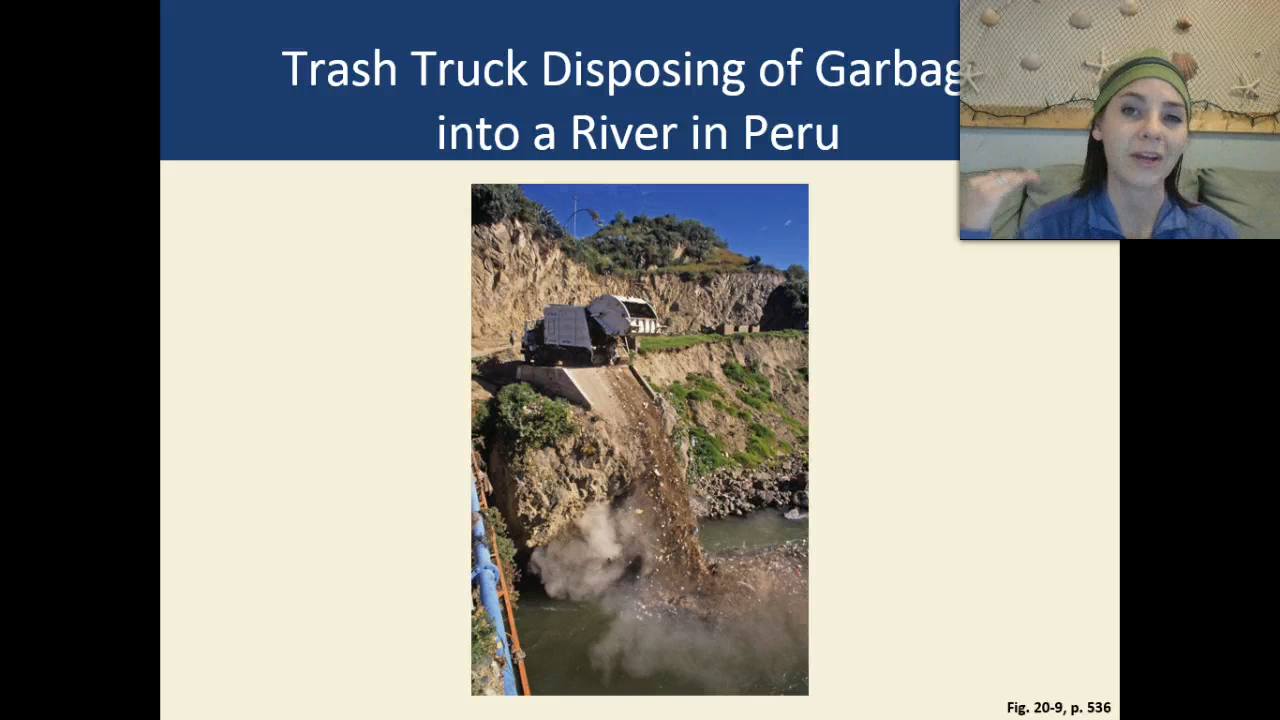 Trash Truck Disposing of Garbag
into a River in Peru
Fig. 20-9, p. 536